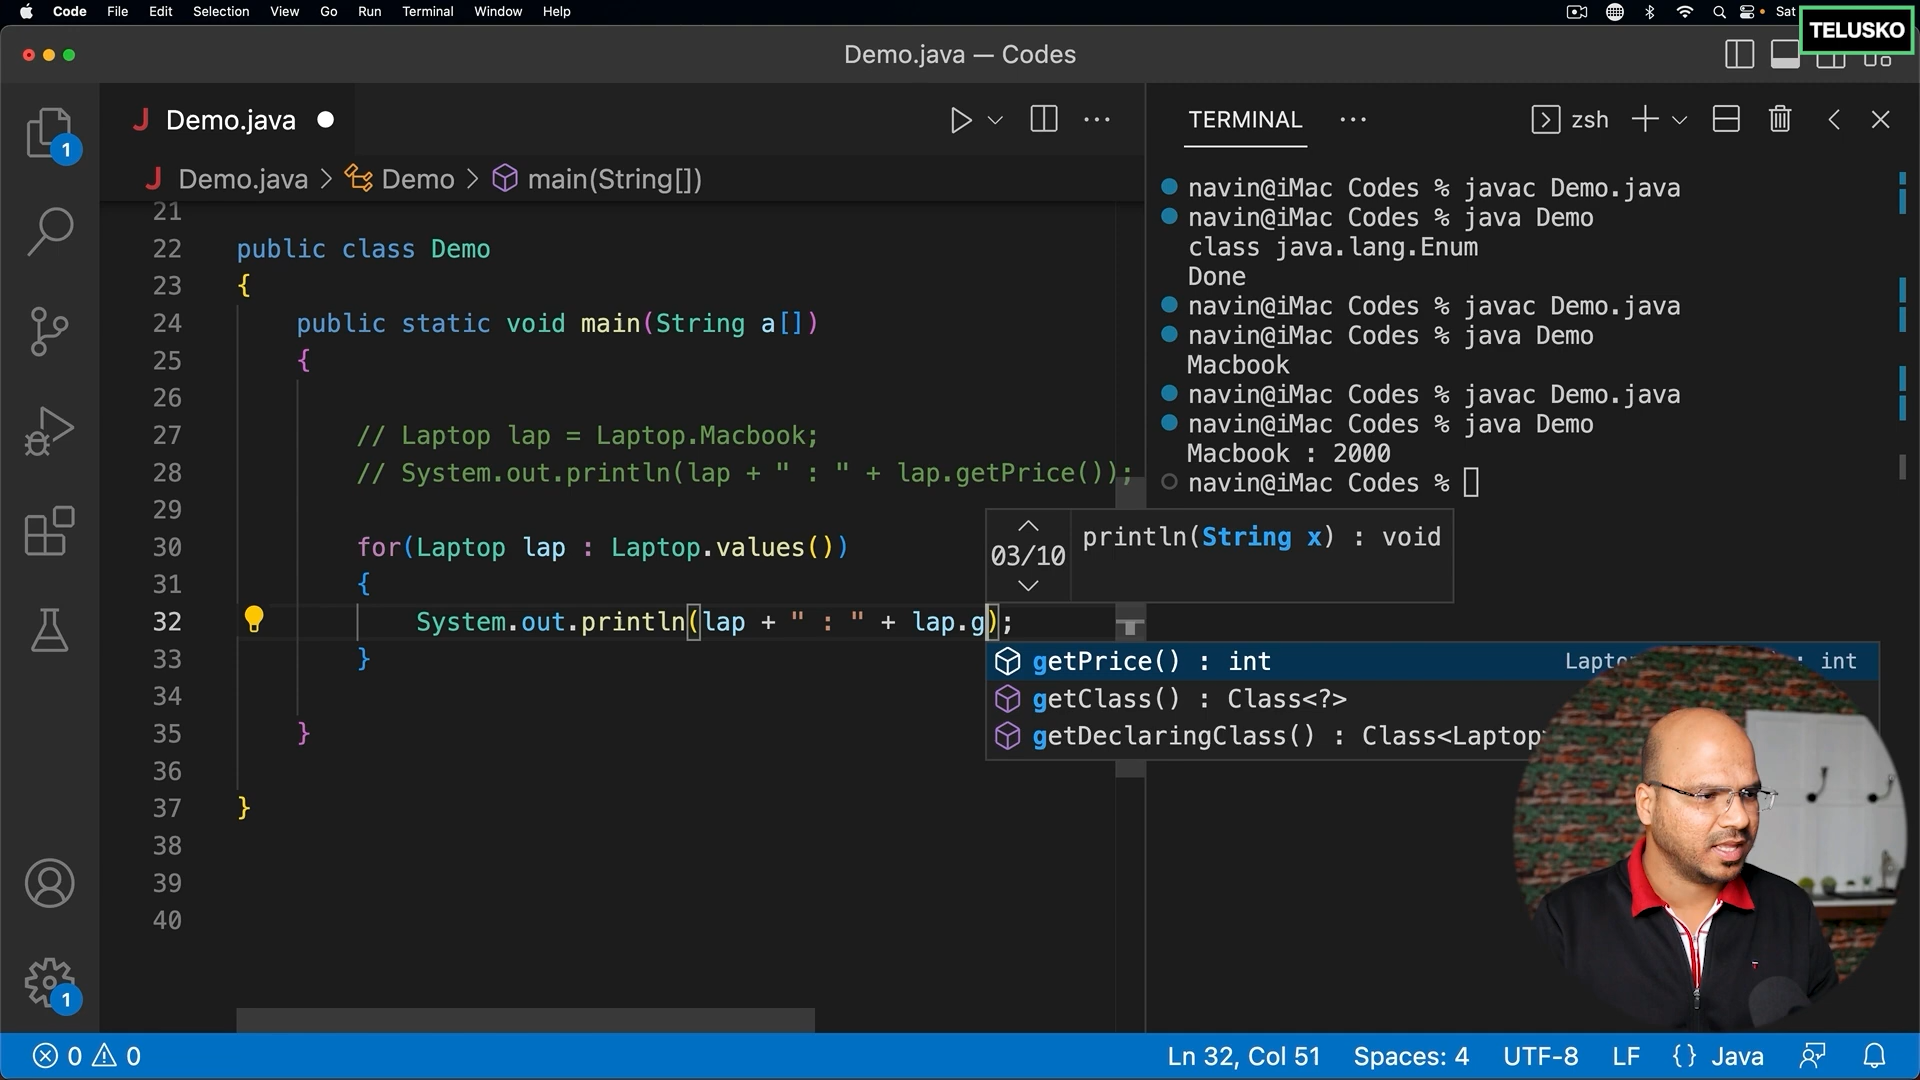 Code File Edit Selection View Go Run Terminal Window Help
Sat
TELUSKO
Demo.java — Codes
1
Demo.java
TERMINAL
zsh
Demo.java > Demo > main(String[])
21
22 public class Demo
23 {
24 public static void main(String a[])
25 {
26
27 // Laptop lap = Laptop.Macbook;
28 // System.out.println(lap + " : " + lap.getPrice());
29
30 for(Laptop lap : Laptop.values())
31 {
32 System.out.println(lap + " : " + lap.g);
33 }
34
35 }
36
37 }
38
39
40
navin@iMac Codes % javac Demo.java
navin@iMac Codes % java Demo
class java.lang.Enum
Done
navin@iMac Codes % javac Demo.java
navin@iMac Codes % java Demo
Macbook
navin@iMac Codes % javac Demo.java
navin@iMac Codes % java Demo
Macbook : 2000
navin@iMac Codes %
03/10
println(String x) : void
getPrice() : int : int
getClass() : Class<?>
getDeclaringClass() : Class<Laptop
1
0 0
Ln 32, Col 51 Spaces: 4 UTF-8 LF {} Java